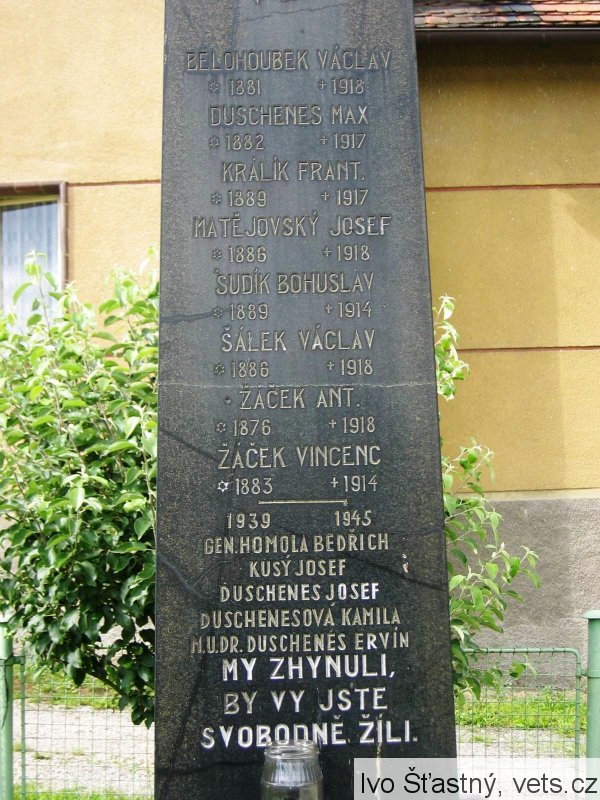 BĚLOHOUBEK VÁCLAV
* 1881 + 1918
DUSCHENES MAX
* 1882 + 1917
KRÁLÍK FRANT.
* 1889 + 1917
MATĚJOVSKÝ JOSEF
* 1886 + 1918
SUDÍK BOHUSLAV
* 1889 + 1914
ŠÁLEK VÁCLAV
* 1886 + 1918
ŽÁČEK ANT.
* 1876 + 1918
ŽÁČEK VINCENC
* 1883 + 1914
1939 1945
GEN. HOMOLA BEDŘICH
KUSÝ JOSEF
DUSCHENES JOSEF
DUSCHENESOVÁ KAMILA
M.U.DR. DUSCHENES ERVÍN
MY ZHYNULI,
BY VY JSTE
SVOBODNĚ ŽÍLI.
Ivo Šťastný, vets.cz